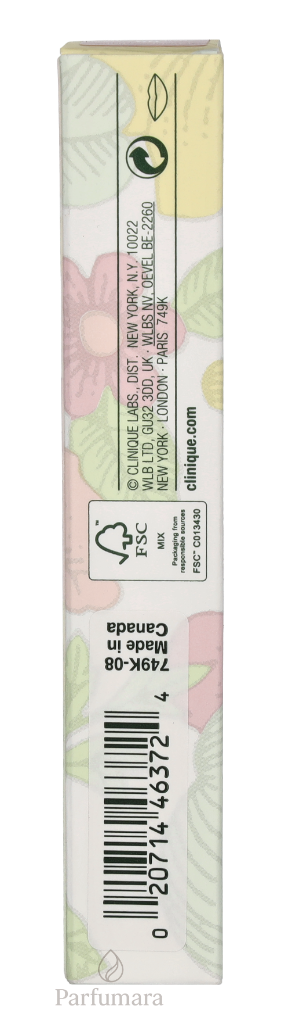 © CLINIQUE LABS., DIST. NEW YORK, N.Y. 10022
WLB LTD, GU32 3DD, UK · WLBS NV. OEVEL BE-2260
NEW YORK · LONDON · PARIS 749K
clinique.com
FSC™
MIX
Packaging from
responsible sources
FSC™ C013430
749K-08
Made in
Canada
0 20714 46372 4
Parfumara